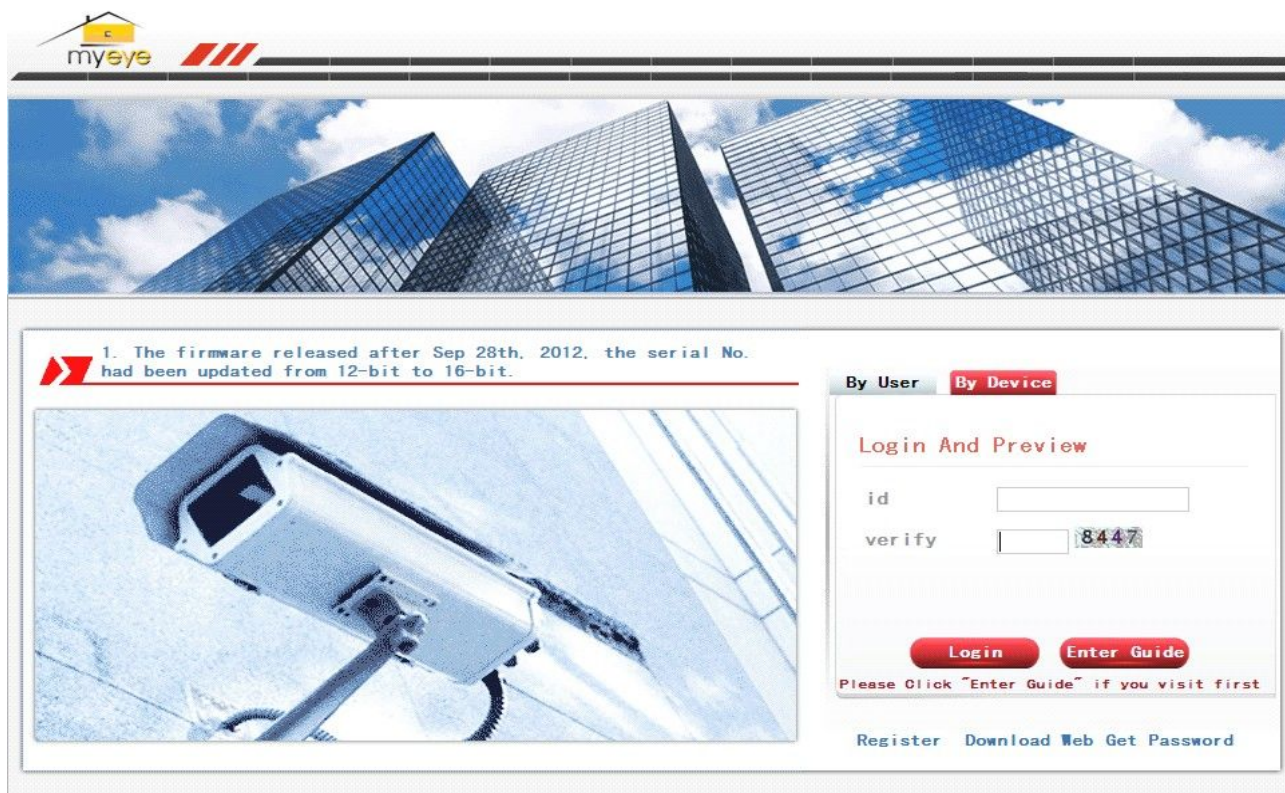 myeye
1. The firmware released after Sep 28th, 2012, the serial No.
had been updated from 12-bit to 16-bit.
By User By Device
Login And Preview
id
verify 8447
Login Enter Guide
Please Click "Enter Guide" if you visit first
Register Download Web Get Password